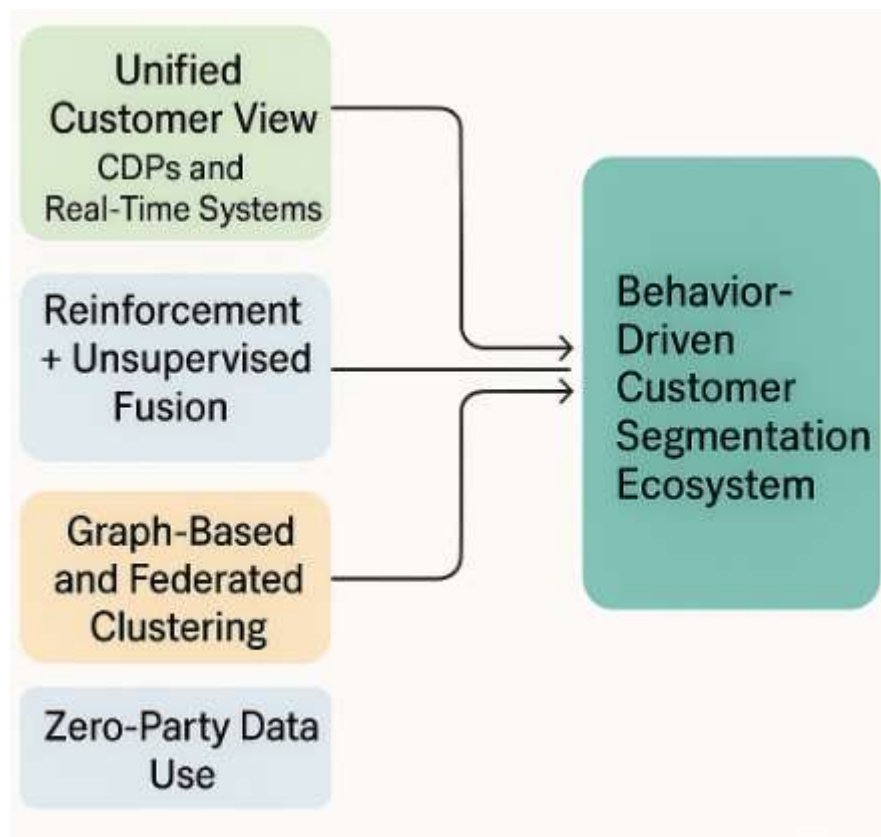 Unified
Customer View
CDPs and
Real-Time Systems
Reinforcement
+ Unsupervised
Fusion
Graph-Based
and Federated
Clustering
Zero-Party Data
Use
Behavior-
Driven
Customer
Segmentation
Ecosystem